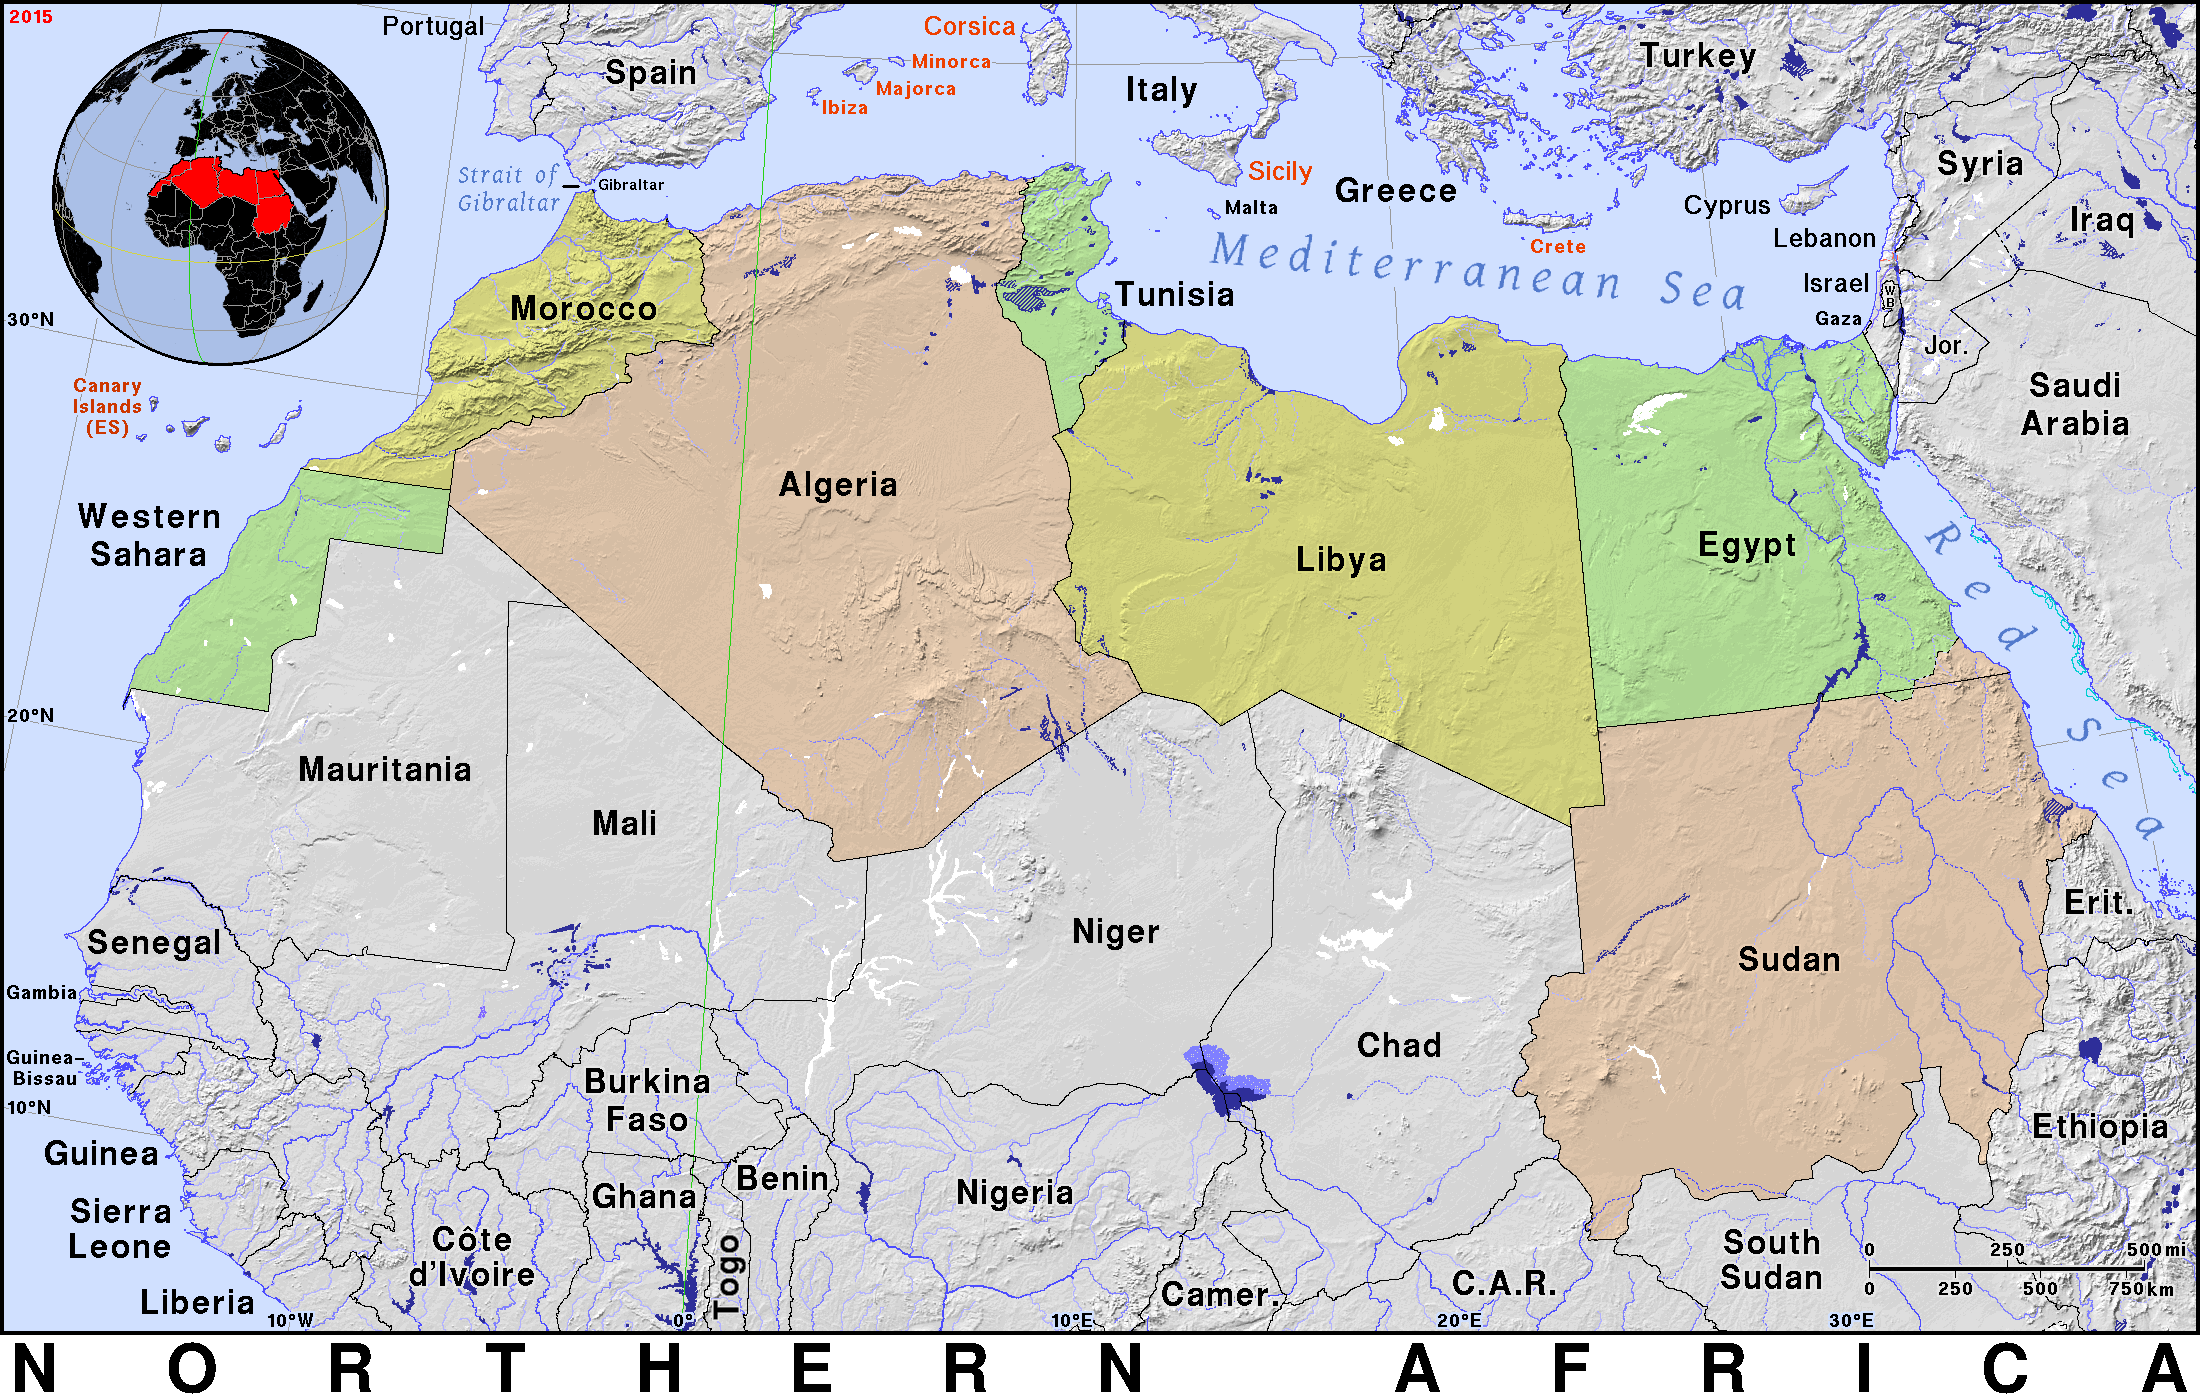 2015
Portugal
Spain
Corsica
Minorca
Majorca
Ibiza
Italy
Turkey
Strait of
Gibraltar
Gibraltar
Sicily
Malta
Greece
Crete
Cyprus
Syria
Iraq
Lebanon
Israel
W
B
Gaza
Jor.
Saudi
Arabia
Mediterranean Sea
30°N
Canary
Islands
(ES)
Morocco
Tunisia
Algeria
Libya
Egypt
Western
Sahara
Red Sea
20°N
Mauritania
Mali
Niger
Chad
Sudan
Erit.
Senegal
Gambia
Guinea-
Bissau
10°N
Guinea
Sierra
Leone
Liberia
Burkina
Faso
Côte
d'Ivoire
Ghana
Togo
Benin
Nigeria
Camer.
C.A.R.
South
Sudan
Ethiopia
0 250 500 mi
0 250 500 750 km
10°W
0°
10°E
20°E
30°E
NORTHERN AFRICA